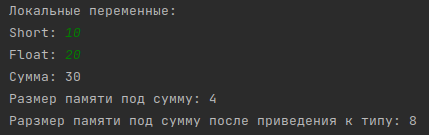 Локальные переменные:
Short: 10
Float: 20
Сумма: 30
Размер памяти под сумму: 4
Рарзмер памяти под сумму после приведения к типу: 8